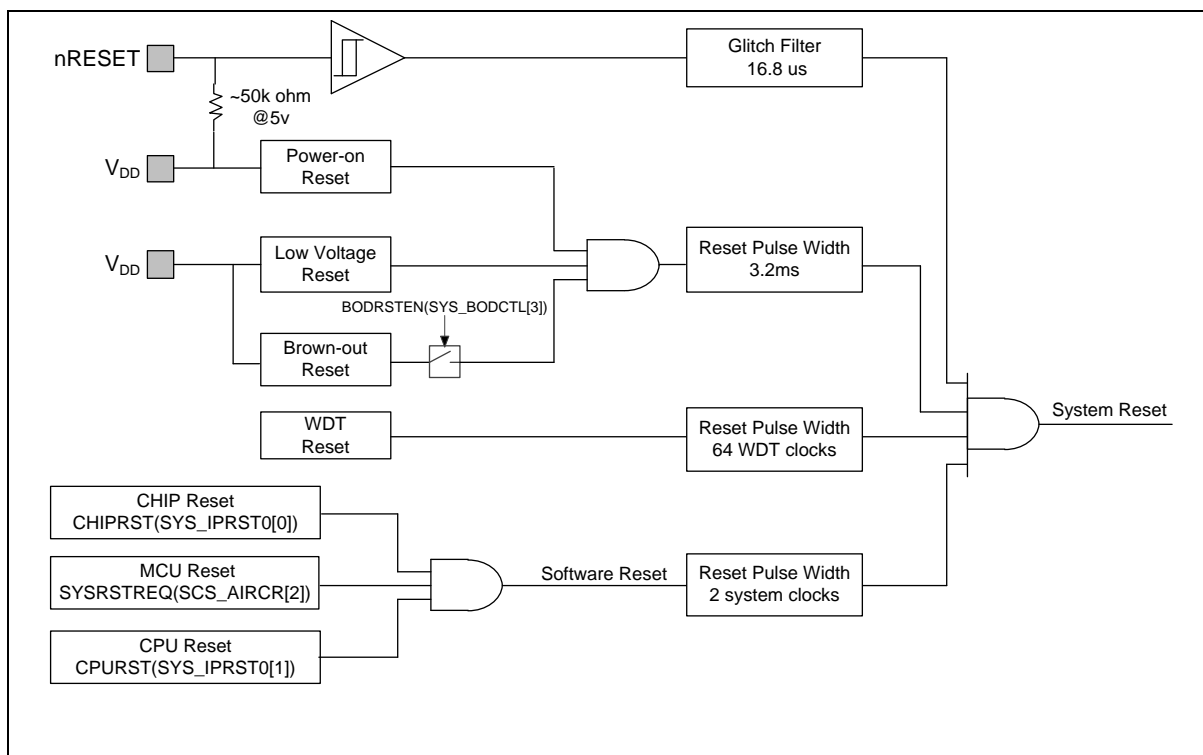 nRESET
Glitch Filter
16.8 us
~50k ohm
@5v
VDD
Power-on
Reset
VDD
Low Voltage
Reset
Reset Pulse Width
3.2ms
BODRSTEN(SYS_BODCTL[3])
Brown-out
Reset
System Reset
WDT
Reset
Reset Pulse Width
64 WDT clocks
CHIP Reset
CHIPRST(SYS_IPRST0[0])
MCU Reset
SYSRSTREQ(SCS_AIRCR[2])
Software Reset
Reset Pulse Width
2 system clocks
CPU Reset
CPURST(SYS_IPRST0[1])